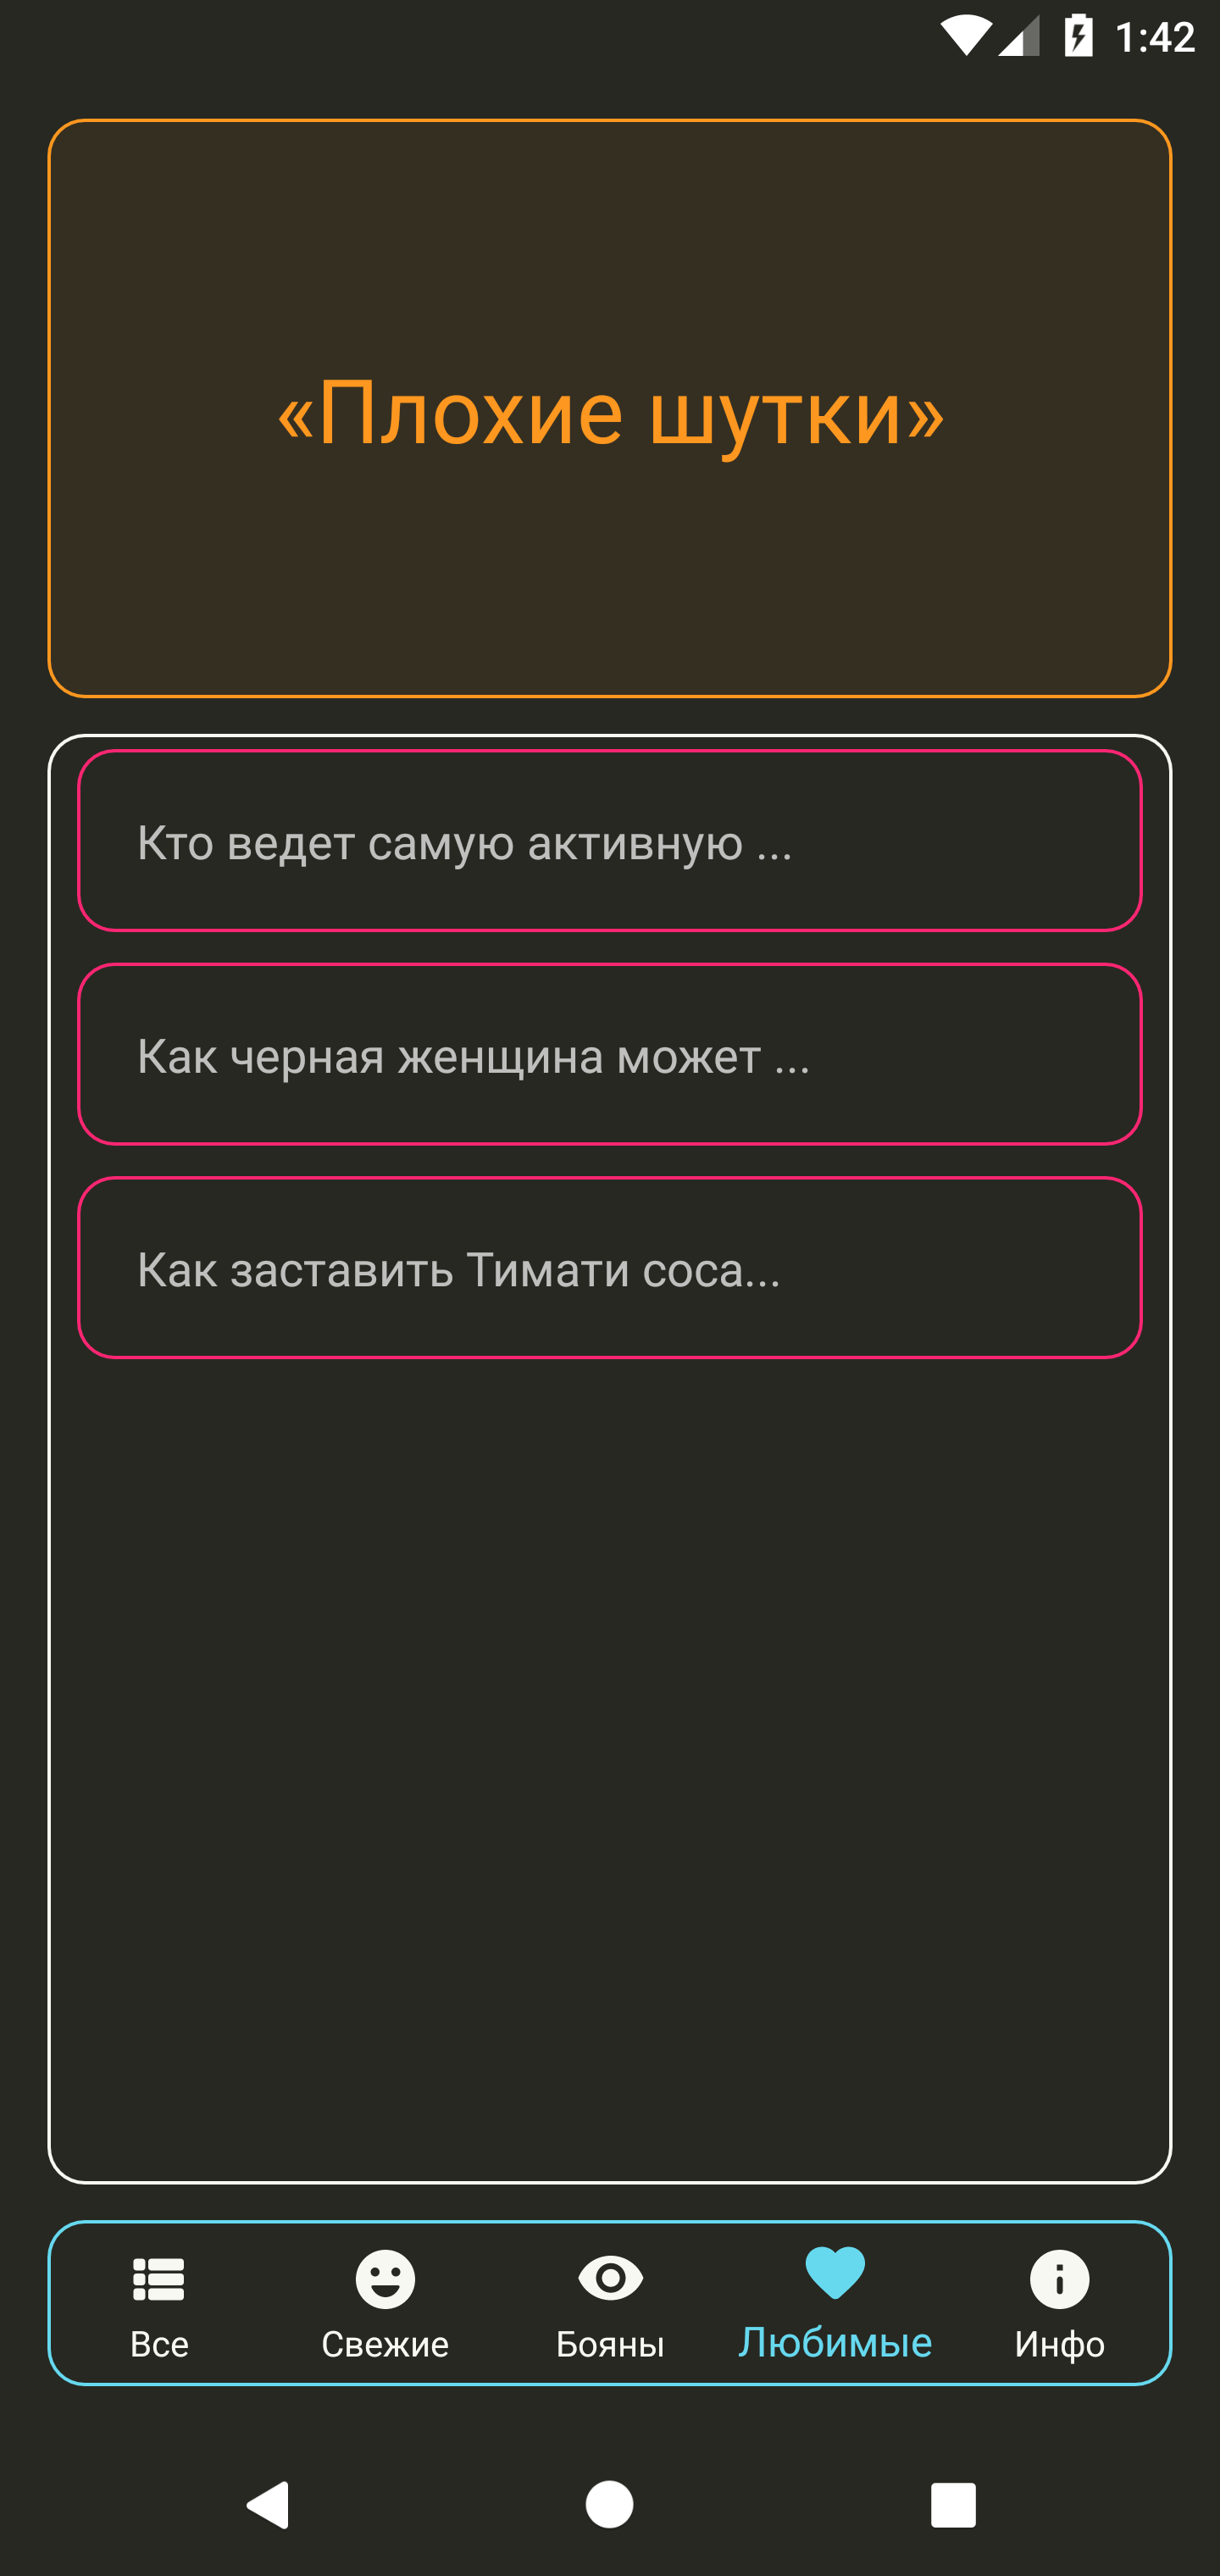 1:42
«Плохие шутки»
Кто ведет самую активную ...
Как черная женщина может ...
Как заставить Тимати соса...
Все
Свежие
Бояны
Любимые
Инфо